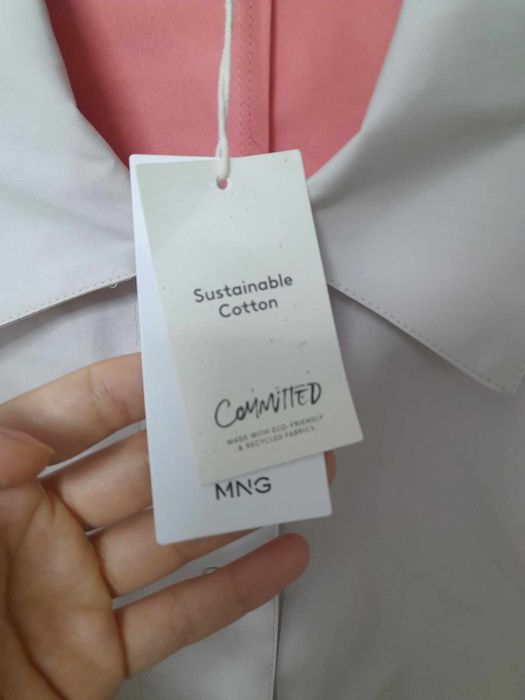 Sustainable
Cotton
COMMITTED
MADE WITH ECO-FRIENDLY
& RECYCLED FABRICS.
MNG